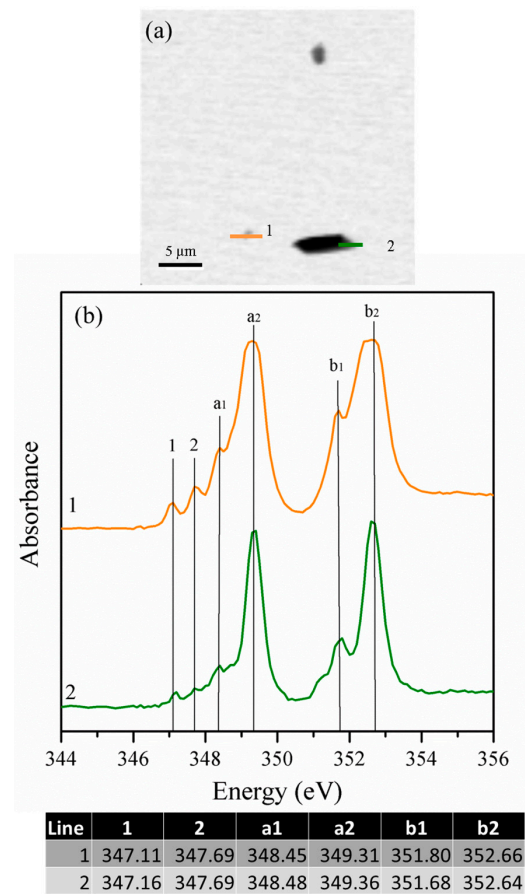 (a)
1
2
5 µm
(b)
a2
b2
b1
a1
1 2
1
2
Absorbance
344 346 348 350 352 354 356
Energy (eV)
Line 1 2 a1 a2 b1 b2
1 347.11 347.69 348.45 349.31 351.80 352.66
2 347.16 347.69 348.48 349.36 351.68 352.64